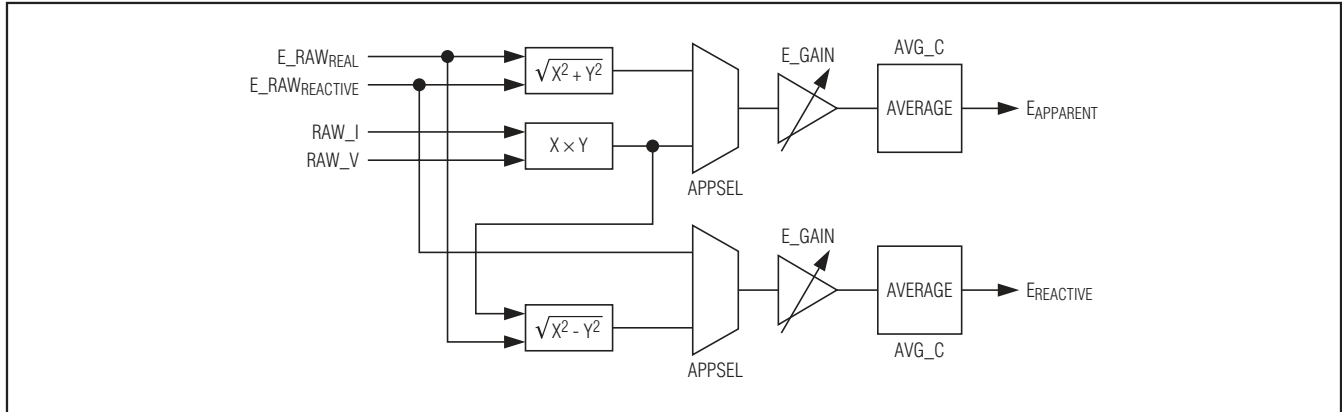 AVG_C
E_GAIN
E_RAWREAL
√X² + Y²
E_RAWREACTIVE
AVERAGE
EAPPARENT
RAW_I
X × Y
RAW_V
APPSEL
E_GAIN
AVERAGE
EREACTIVE
√X² - Y²
AVG_C
APPSEL